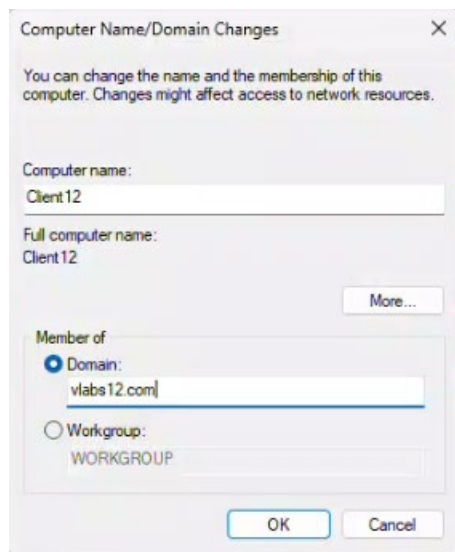 Computer Name/Domain Changes
You can change the name and the membership of this
computer. Changes might affect access to network resources.
Computer name:
Client12
Full computer name:
Client12
More...
Member of
Domain:
vlabs12.com
Workgroup:
WORKGROUP
OK
Cancel